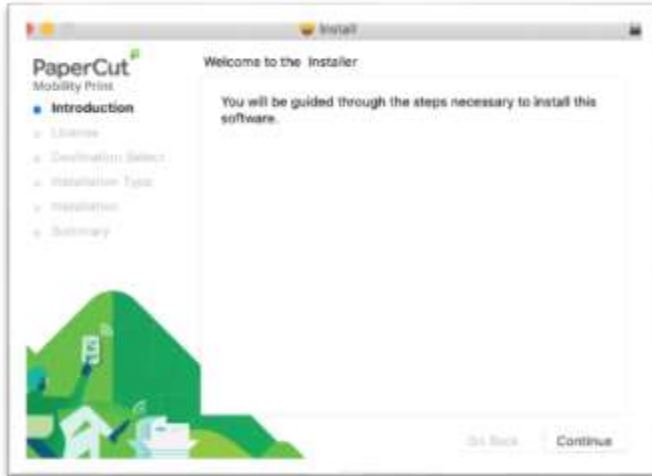 Install
PaperCut
Mobility Print
Welcome to the Installer
Introduction
License
Destination Select
Installation Type
Installation
Summary
You will be guided through the steps necessary to install this
software.
Go Back
Continue